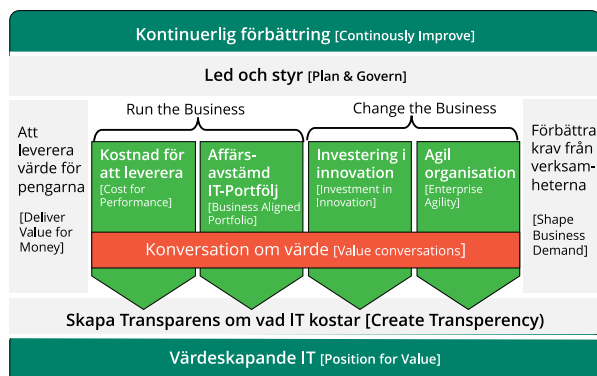 Kontinuerlig förbättring [Continously Improve]
Led och styr [Plan & Govern]
Run the Business
Change the Business
Att
leverera
värde för
pengarna
[Deliver
Value for
Money]
Kostnad för
att leverera
[Cost for
Performance]
Affärs-
avstämd
IT-Portfölj
[Business Aligned
Portfolio]
Investering i
innovation
[Investment in
Innovation]
Agil
organisation
[Enterprise
Agility]
Förbättra
krav från
verksam-
heterna
[Shape
Business
Demand]
Konversation om värde [Value conversations]
Skapa Transparens om vad IT kostar [Create Transperency)
Värdeskapande IT [Position for Value]